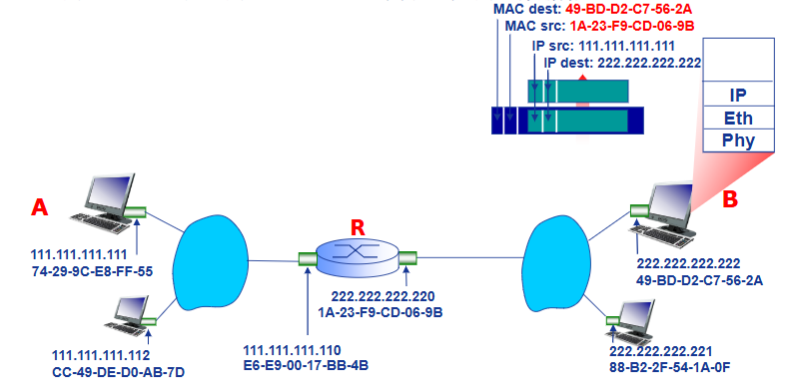 MAC dest: 49-BD-D2-C7-56-2A
MAC src: 1A-23-F9-CD-06-9B
IP src: 111.111.111.111
IP dest: 222.222.222.222
IP
Eth
Phy
A
R
B
111.111.111.111
74-29-9C-E8-FF-55
222.222.222.222
49-BD-D2-C7-56-2A
222.222.222.220
1A-23-F9-CD-06-9B
111.111.111.112
CC-49-DE-D0-AB-7D
111.111.111.110
E6-E9-00-17-BB-4B
222.222.222.221
88-B2-2F-54-1A-0F